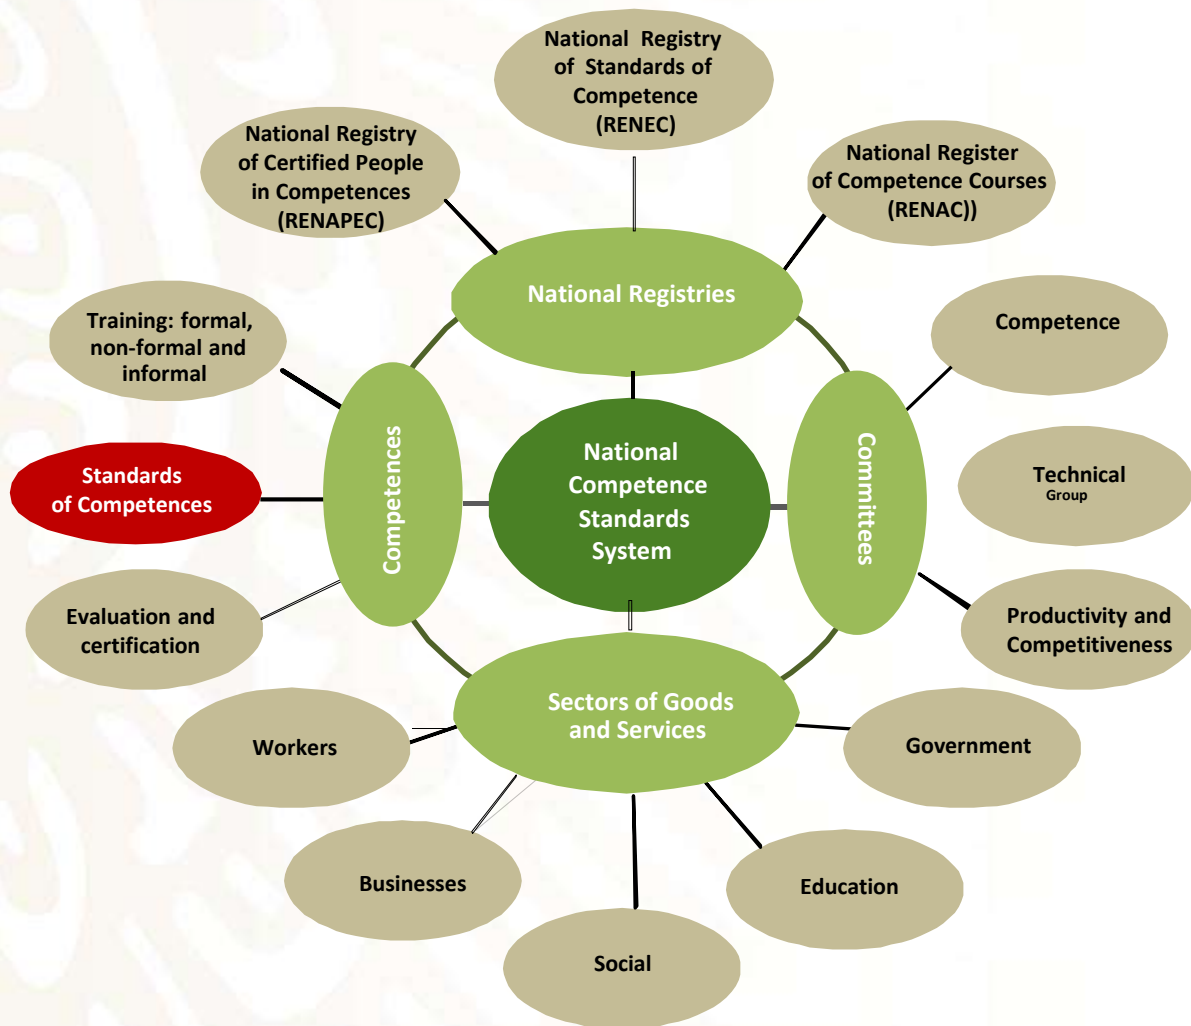 National Registry
of Standards of
Competence
(RENEC)
National Registry
of Certified People
in Competences
(RENAPEC)
National Register
of Competence Courses
(RENAC))
National Registries
Training: formal,
non-formal and
informal
Competence
Competences
Committees
Standards
of Competences
National
Competence
Standards
System
Technical
Group
Evaluation and
certification
Productivity and
Competitiveness
Sectors of Goods
and Services
Workers
Government
Businesses
Education
Social